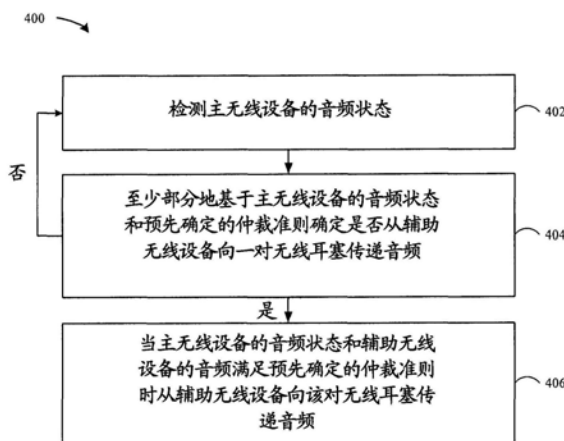 400
检测主无线设备的音频状态
402
否
至少部分地基于主无线设备的音频状态
和预先确定的仲裁准则确定是否从辅助
无线设备向一对无线耳塞传递音频
404
是
当主无线设备的音频状态和辅助无线
设备的音频满足预先确定的仲裁准则
时从辅助无线设备向该对无线耳塞传
递音频
406